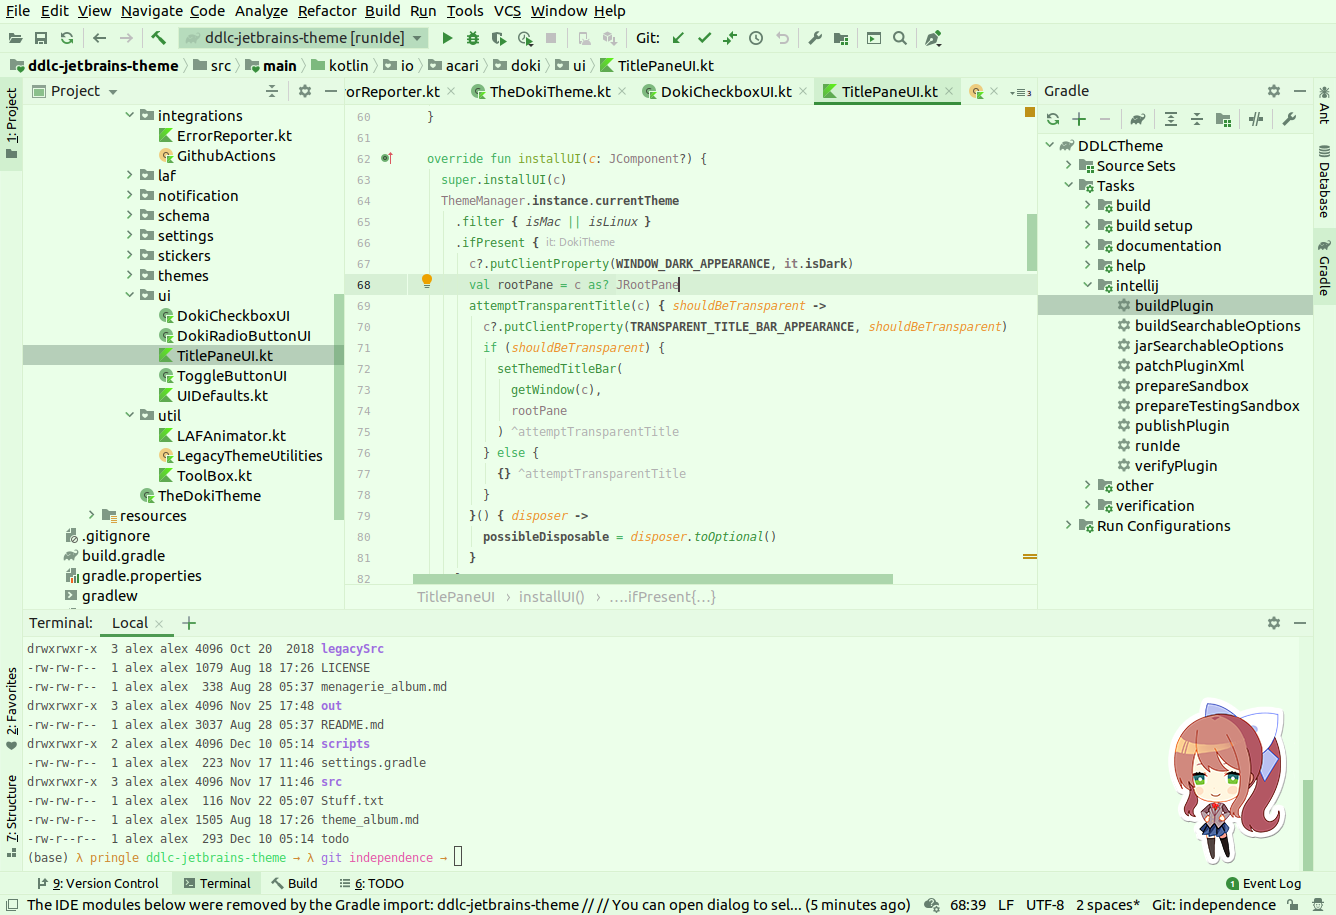 File Edit View Navigate Code Analyze Refactor Build Run Tools VCS Window Help
ddlc-jetbrains-theme [runIde] Git:
ddlc-jetbrains-theme src main kotlin io acari doki ui TitlePaneUI.kt
1: Project
2: Favorites
7: Structure
Project
integrations
ErrorReporter.kt
GithubActions
laf
notification
schema
settings
stickers
themes
ui
DokiCheckboxUI
DokiRadioButtonUI
TitlePaneUI.kt
ToggleButtonUI
UIDefaults.kt
util
LAFAnimator.kt
LegacyThemeUtilities
ToolBox.kt
TheDokiTheme
resources
.gitignore
build.gradle
gradle.properties
gradlew
orReporter.kt TheDokiTheme.kt DokiCheckboxUI.kt TitlePaneUI.kt 3
60 }
61
62 override fun installUI(c: JComponent?) {
63 super.installUI(c)
64 ThemeManager.instance.currentTheme
65 .filter { isMac || isLinux }
66 .ifPresent { it: DokiTheme
67 c?.putClientProperty(WINDOW_DARK_APPEARANCE, it.isDark)
68 val rootPane = c as? JRootPane
69 attemptTransparentTitle(c) { shouldBeTransparent ->
70 c?.putClientProperty(TRANSPARENT_TITLE_BAR_APPEARANCE, shouldBeTransparent)
71 if (shouldBeTransparent) {
72 setThemedTitleBar(
73 getWindow(c),
74 rootPane
75 ) ^attemptTransparentTitle
76 } else {
77 {} ^attemptTransparentTitle
78 }
79 }() { disposer ->
80 possibleDisposable = disposer.toOptional()
81 }
82
TitlePaneUI › installUI() › ....ifPresent{...}
Gradle
DDLCTheme
Source Sets
Tasks
build
build setup
documentation
help
intellij
buildPlugin
buildSearchableOptions
jarSearchableOptions
patchPluginXml
prepareSandbox
prepareTestingSandbox
publishPlugin
runIde
verifyPlugin
other
verification
Run Configurations
Ant
Database
Gradle
Terminal: Local
drwxrwxr-x 3 alex alex 4096 Oct 20 2018 legacySrc
-rw-rw-r-- 1 alex alex 1079 Aug 18 17:26 LICENSE
-rw-rw-r-- 1 alex alex 338 Aug 28 05:37 menagerie_album.md
drwxrwxr-x 3 alex alex 4096 Nov 25 17:48 out
-rw-rw-r-- 1 alex alex 3037 Aug 28 05:37 README.md
drwxrwxr-x 2 alex alex 4096 Dec 10 05:14 scripts
-rw-rw-r-- 1 alex alex 223 Nov 17 11:46 settings.gradle
drwxrwxr-x 3 alex alex 4096 Nov 17 11:46 src
-rw-rw-r-- 1 alex alex 116 Nov 22 05:07 Stuff.txt
-rw-rw-r-- 1 alex alex 1505 Aug 18 17:26 theme_album.md
-rw-r--r-- 1 alex alex 293 Dec 10 05:14 todo
(base) λ pringle ddlc-jetbrains-theme → λ git independence →
9: Version Control Terminal Build 6: TODO 1 Event Log
The IDE modules below were removed by the Gradle import: ddlc-jetbrains-theme // // You can open dialog to sel... (5 minutes ago) 68:39 LF UTF-8 2 spaces* Git: independence